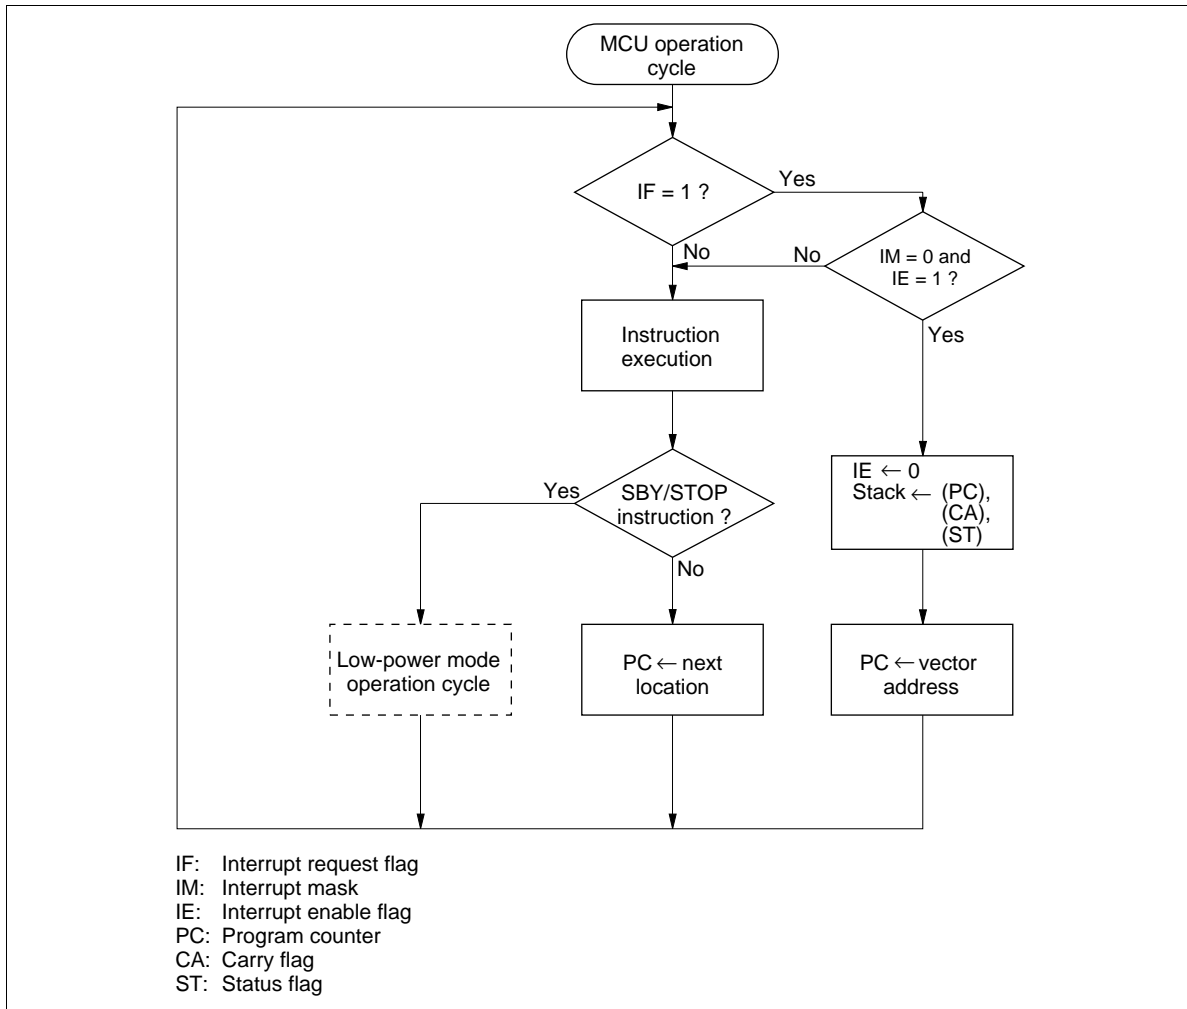 MCU operation
cycle
IF = 1 ?
Yes
No
No
IM = 0 and
IE = 1 ?
Yes
Instruction
execution
IE ← 0
Stack ← (PC),
(CA),
(ST)
Yes
SBY/STOP
instruction ?
No
Low-power mode
operation cycle
PC ← next
location
PC ← vector
address
IF: Interrupt request flag
IM: Interrupt mask
IE: Interrupt enable flag
PC: Program counter
CA: Carry flag
ST: Status flag